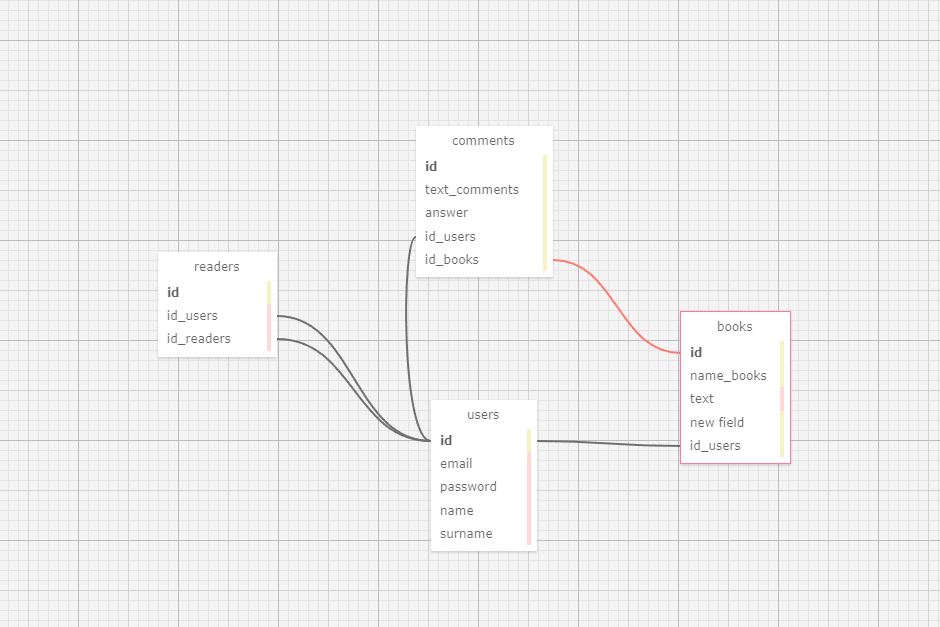 comments
id
text_comments
answer
id_users
id_books
readers
id
id_users
id_readers
books
id
name_books
text
new field
id_users
users
id
email
password
name
surname